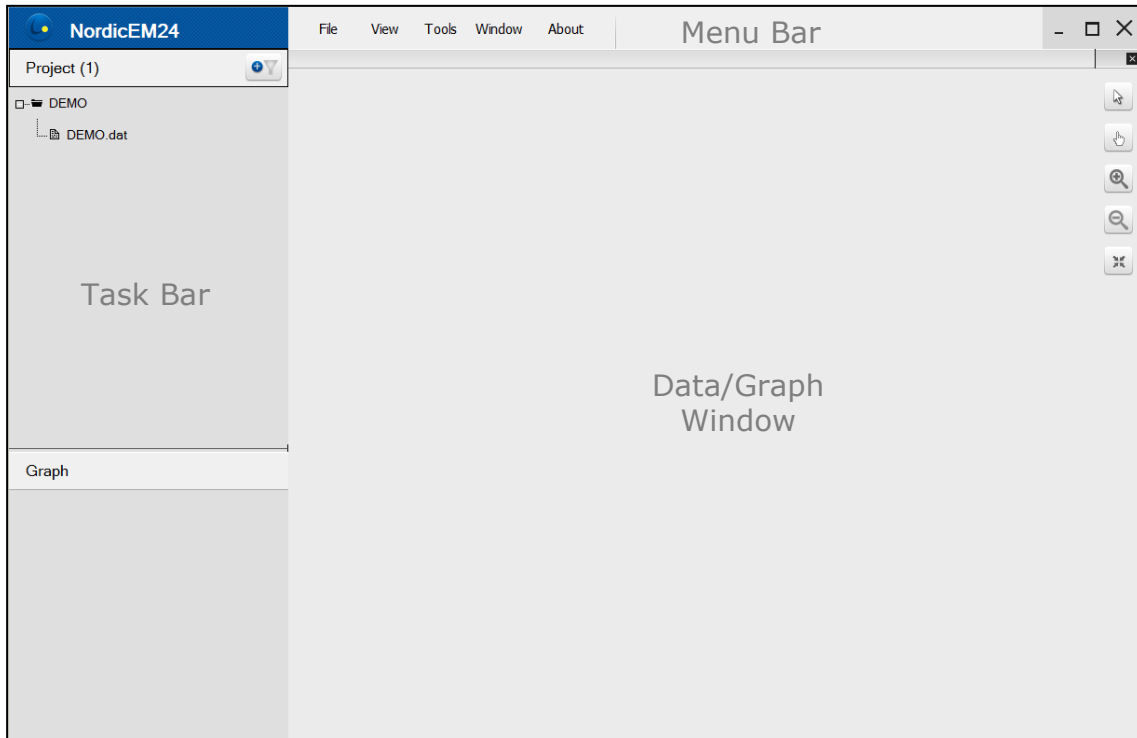 NordicEM24
File View Tools Window About
Menu Bar
Project (1)
DEMO
DEMO.dat
Task Bar
Data/Graph
Window
Graph